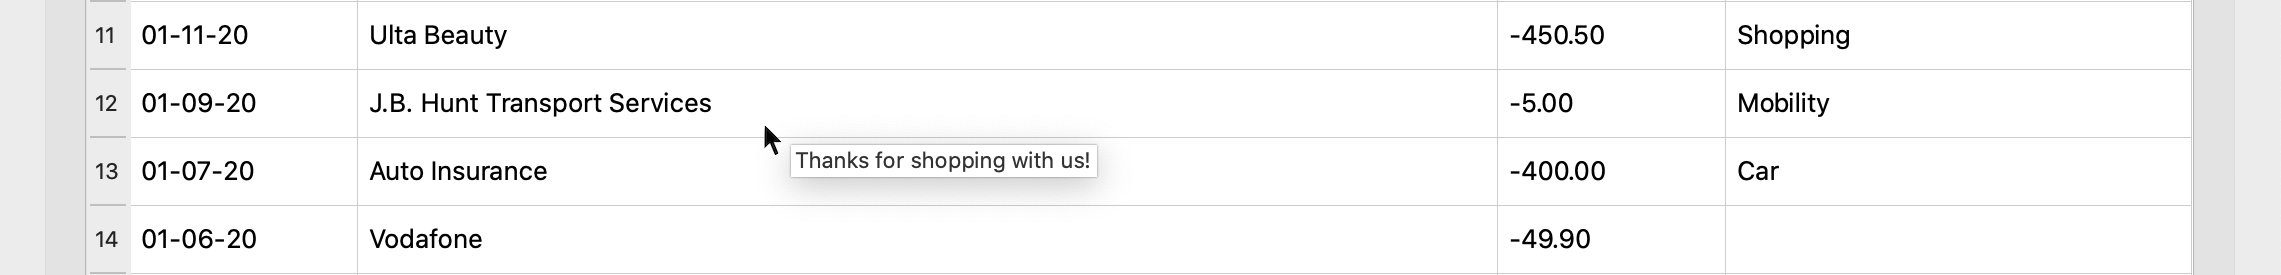 11 01-11-20 Ulta Beauty -450.50 Shopping
12 01-09-20 J.B. Hunt Transport Services -5.00 Mobility
Thanks for shopping with us!
13 01-07-20 Auto Insurance -400.00 Car
14 01-06-20 Vodafone -49.90